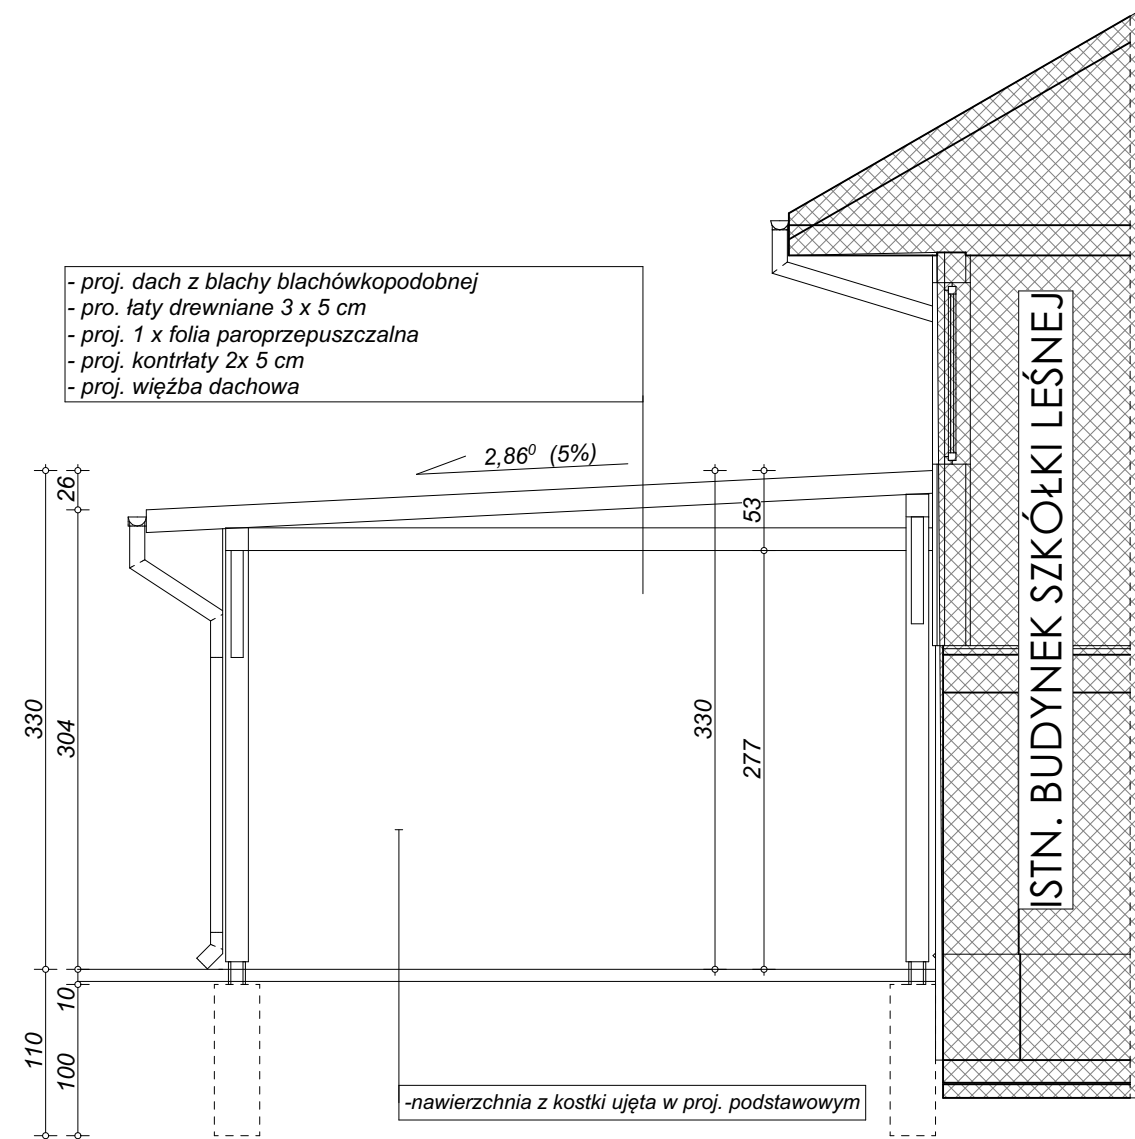 - proj. dach z blachy blachówkopodobnej
- pro. łaty drewniane 3 x 5 cm
- proj. 1 x folia paroprzepuszczalna
- proj. kontrłaty 2x 5 cm
- proj. więźba dachowa
2,86⁰ (5%)
26
53
330
304
330
277
ISTN. BUDYNEK SZKÓŁKI LEŚNEJ
10
110
100
-nawierzchnia z kostki ujęta w proj. podstawowym